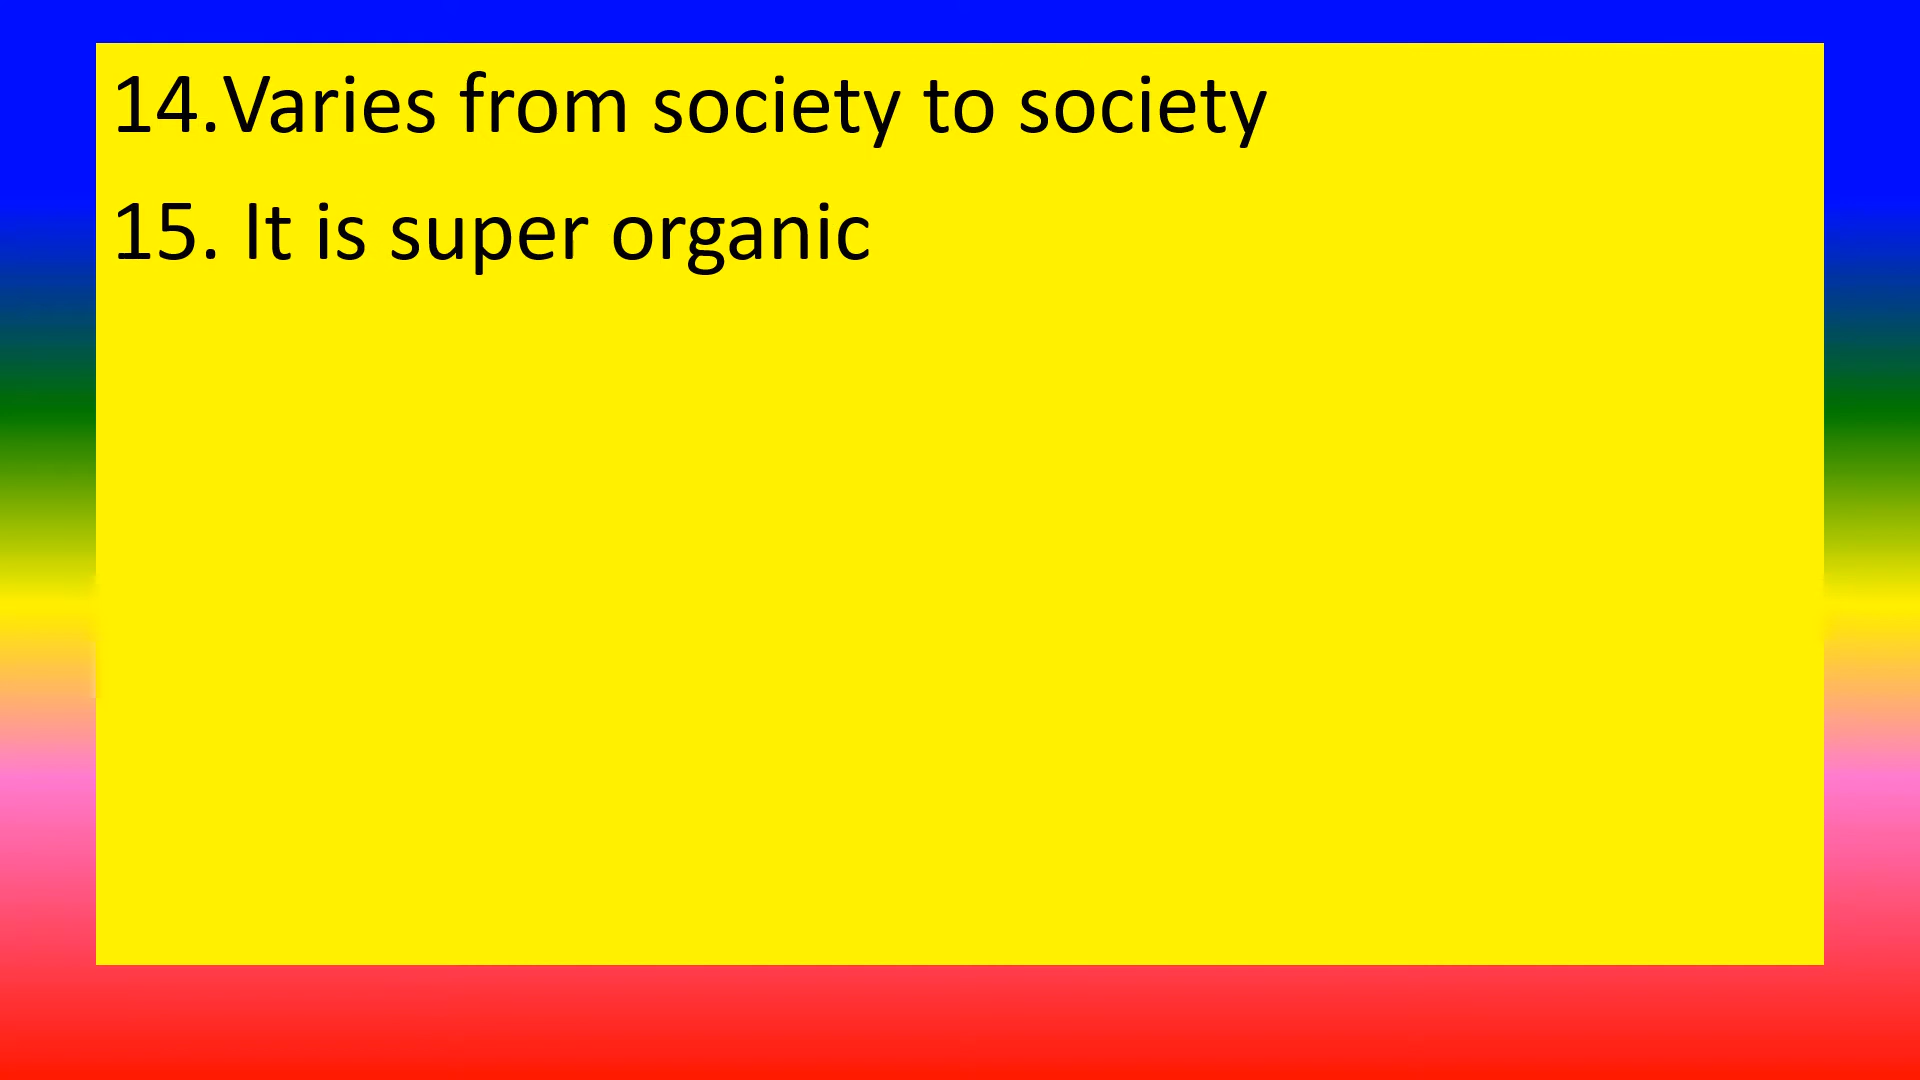 14.Varies from society to society
15. It is super organic